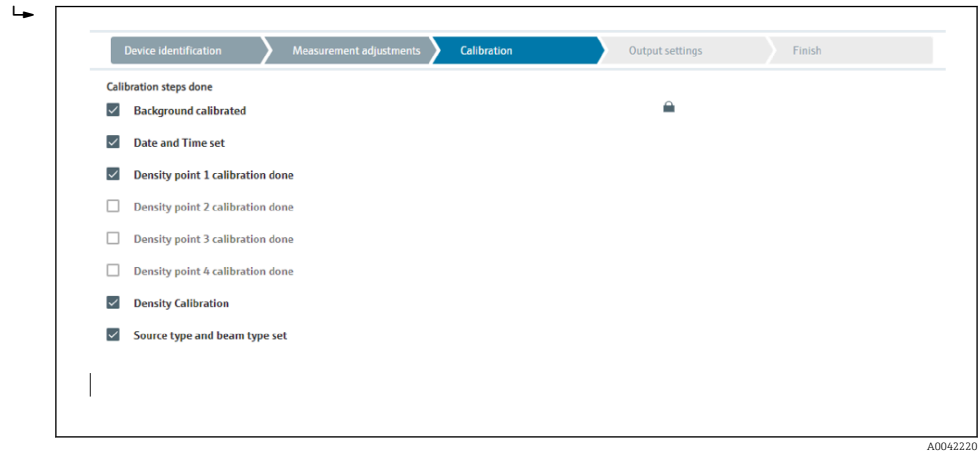 Device identification Measurement adjustments Calibration Output settings Finish
Calibration steps done
Background calibrated
Date and Time set
Density point 1 calibration done
Density point 2 calibration done
Density point 3 calibration done
Density point 4 calibration done
Density Calibration
Source type and beam type set
A0042220